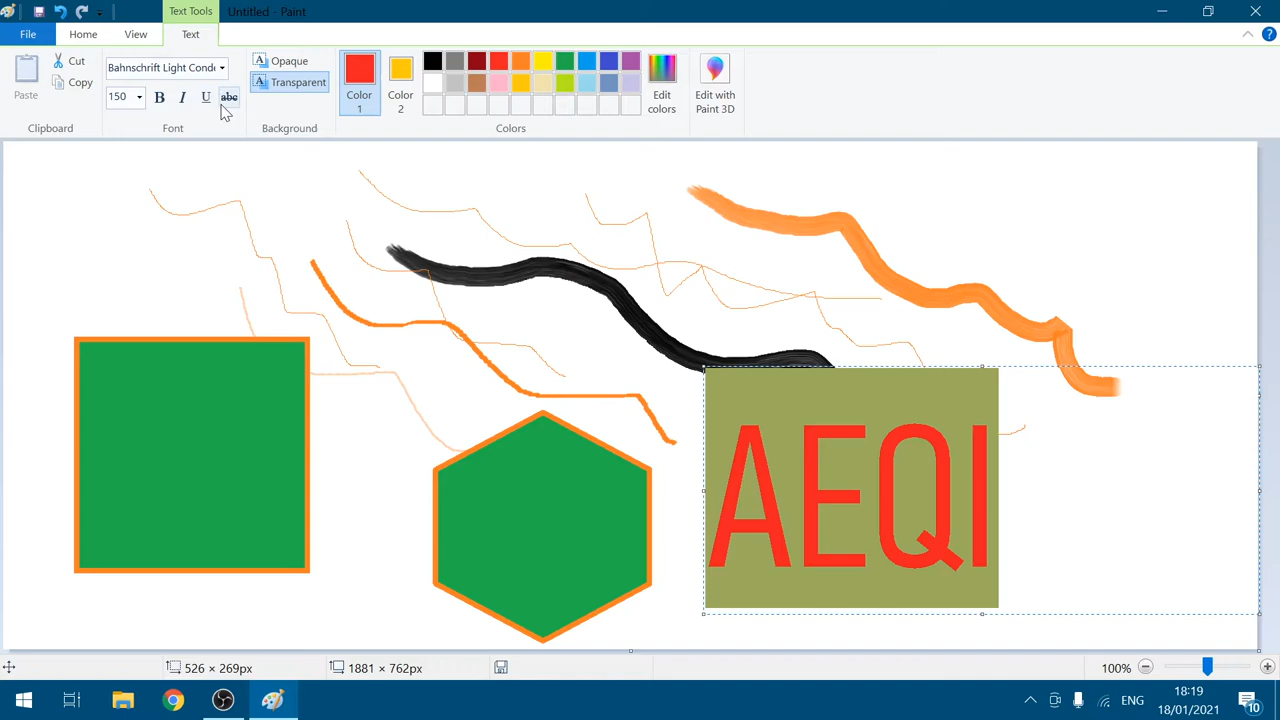 Text Tools
Untitled - Paint
File
Home
View
Text
Paste
Cut
Copy
Clipboard
Bahnschrift Light Conde
150
B
I
U
abc
Font
Opaque
Transparent
Background
Color
1
Color
2
Edit
colors
Colors
Edit with
Paint 3D
AEQI
526 × 269px
1881 × 762px
100%
ENG
18:19
18/01/2021
10